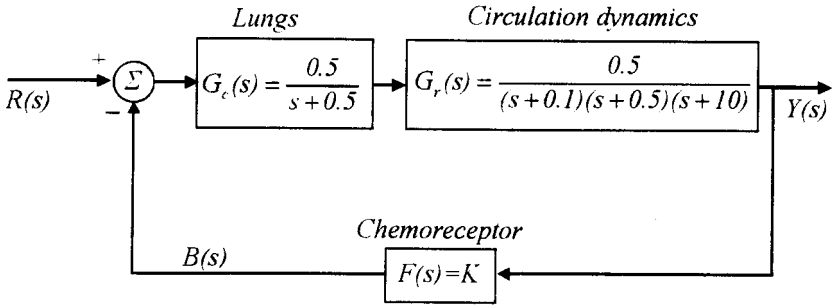 Lungs
Circulation dynamics
R(s)
+
Σ
−
G_c(s) = 0.5 / (s + 0.5)
G_r(s) = 0.5 / ((s + 0.1)(s + 0.5)(s + 10))
Y(s)
Chemoreceptor
B(s)
F(s) = K